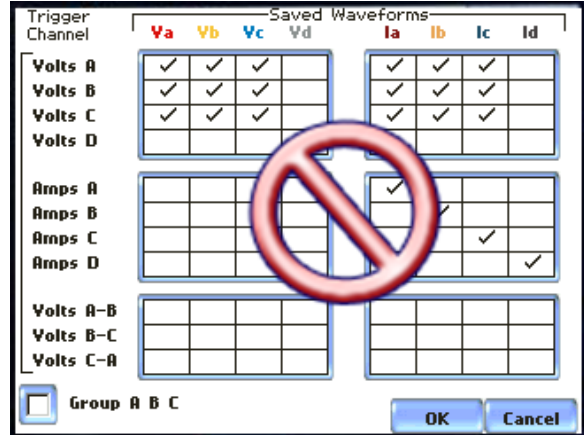 Trigger Saved Waveforms
Channel Va Vb Vc Vd Ia Ib Ic Id
Volts A
Volts B
Volts C
Volts D
Amps A
Amps B
Amps C
Amps D
Volts A-B
Volts B-C
Volts C-A
Group A B C
OK Cancel